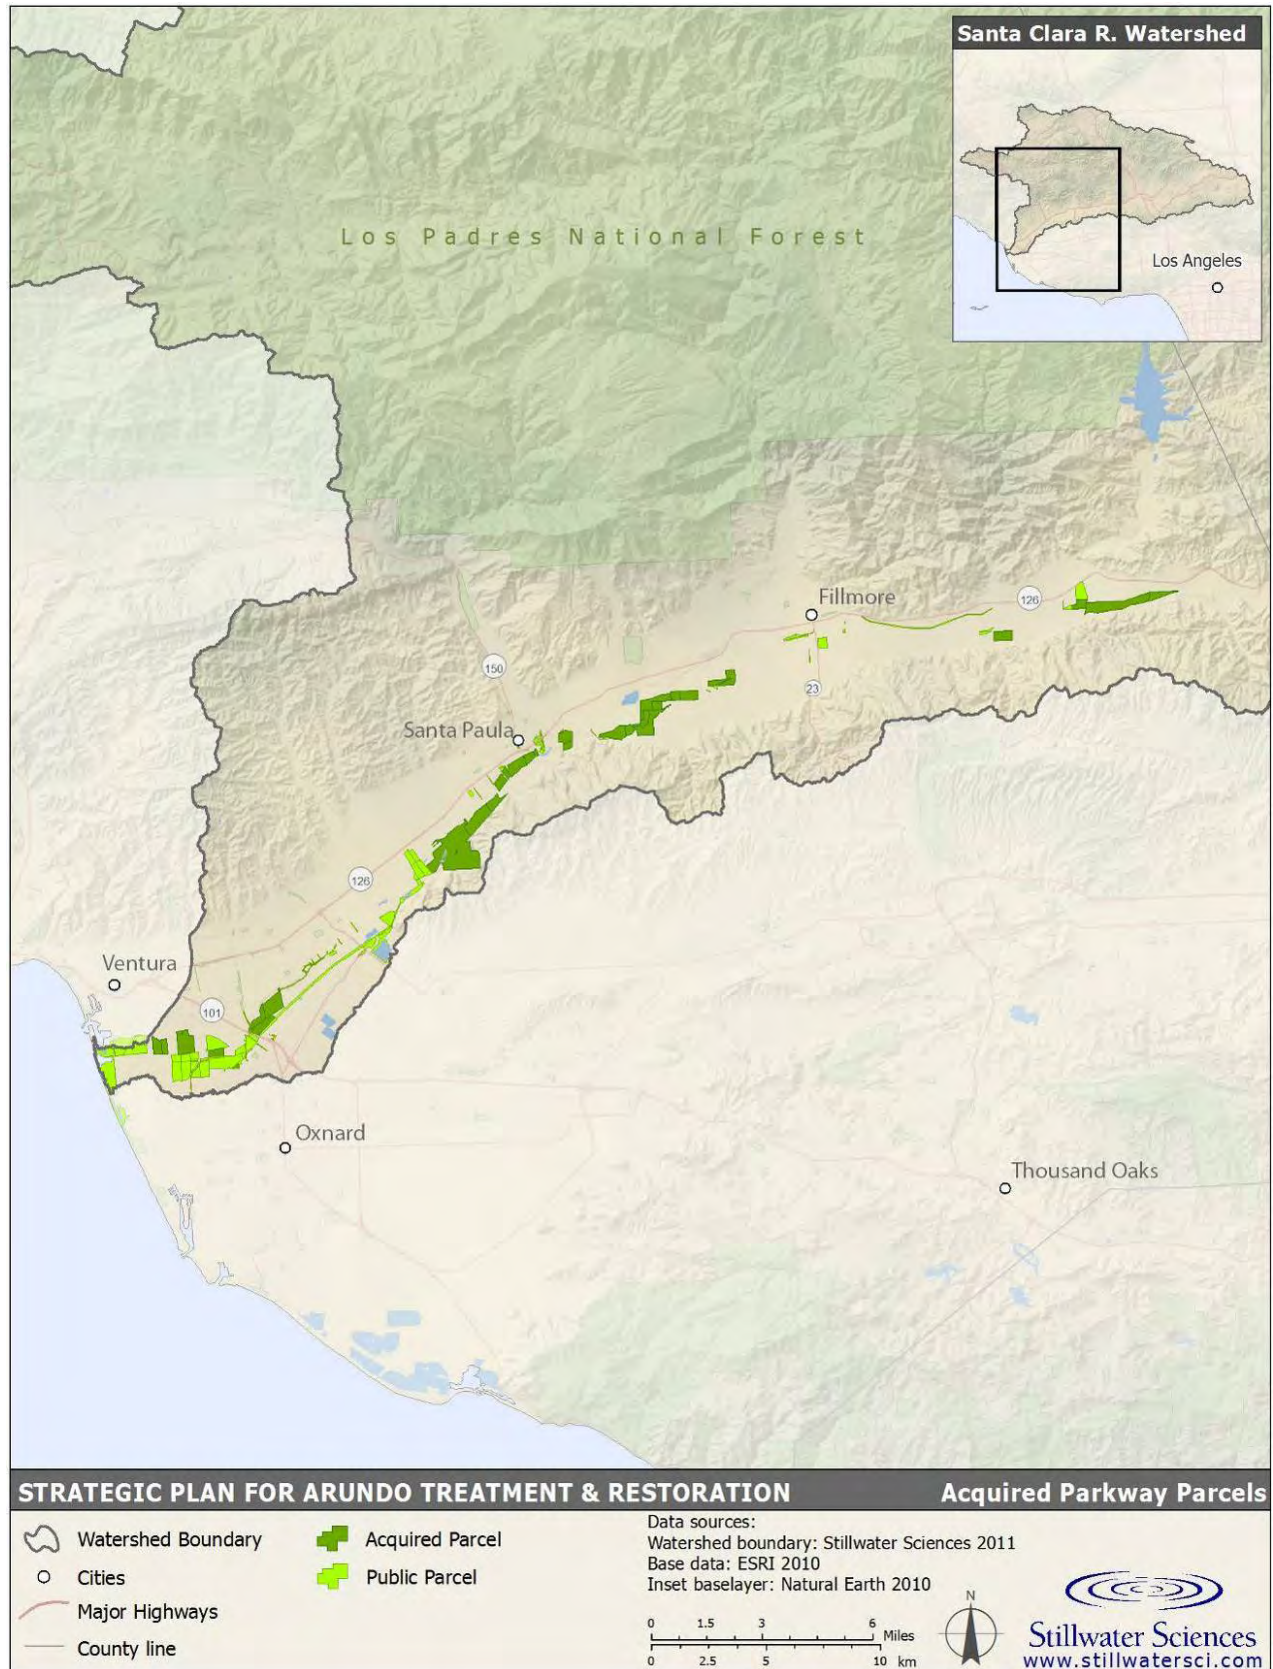 Santa Clara R. Watershed
Los Angeles
Los Padres National Forest
Fillmore
126
150
23
Santa Paula
126
Ventura
101
Oxnard
Thousand Oaks
STRATEGIC PLAN FOR ARUNDO TREATMENT & RESTORATION
Acquired Parkway Parcels
Watershed Boundary
Cities
Major Highways
County line
Acquired Parcel
Public Parcel
Data sources:
Watershed boundary: Stillwater Sciences 2011
Base data: ESRI 2010
Inset baselayer: Natural Earth 2010
0 1.5 3 6 Miles
0 2.5 5 10 km
N
Stillwater Sciences
www.stillwatersci.com